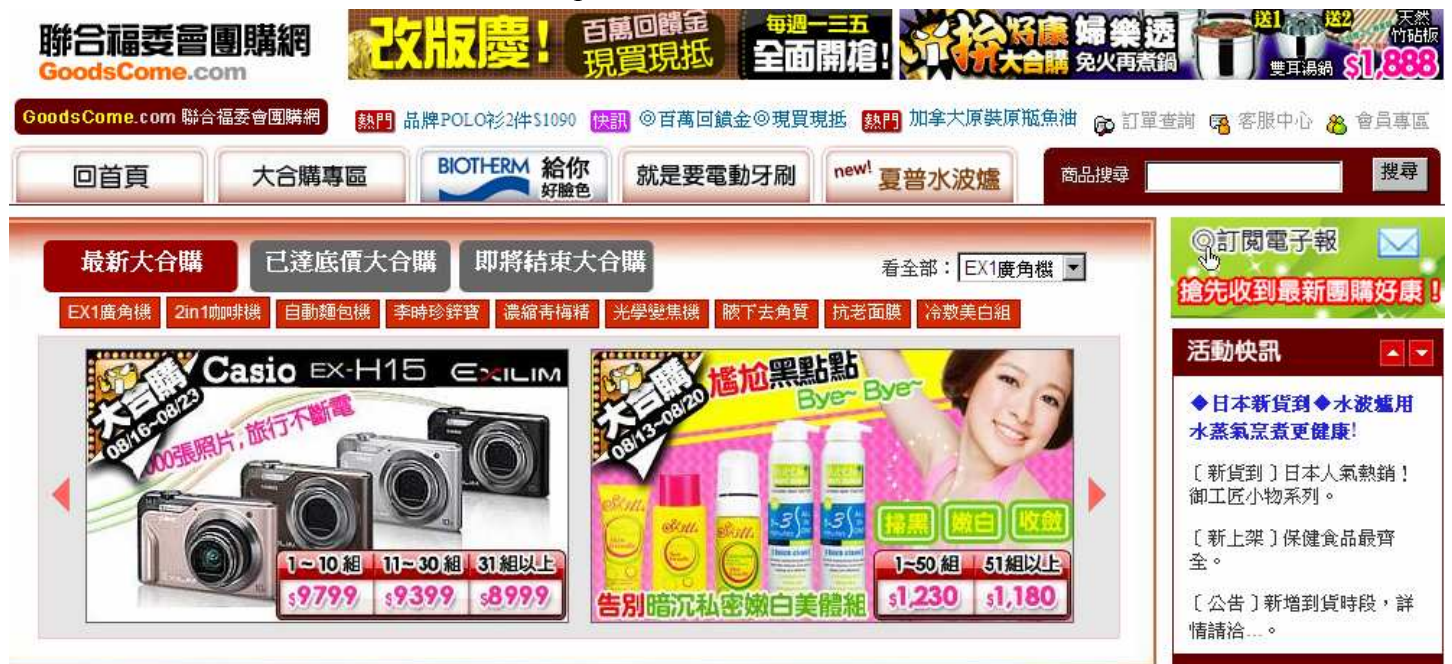 聯合福委會團購網
GoodsCome.com
改版慶!
百萬回饋金
現買現抵
每週一三五
全面開搶!
拚好康
大合購
婦樂透
免火再煮鍋
送1
送2
天然
竹砧板
雙耳湯鍋 $1,888
GoodsCome.com 聯合福委會團購網
熱門 品牌POLO衫2件$1090 快訊 ◎百萬回饋金◎現買現抵 熱門 加拿大原裝原瓶魚油 訂單查詢 客服中心 會員專區
回首頁
大合購專區
BIOTHERM 給你
好臉色
就是要電動牙刷
new! 夏普水波爐
商品搜尋
搜尋
最新大合購
已達底價大合購
即將結束大合購
看全部：EX1廣角機
EX1廣角機 2in1咖啡機 自動麵包機 李時珍鋅寶 濃縮青梅精 光學變焦機 腋下去角質 抗老面膜 冷敷美白組
大合購
08/16~08/23
Casio EX-H15 EXILIM
000張照片,旅行不斷電
1~10組 11~30組 31組以上
$9799 $9399 $8999
大合購
08/13~08/20
尷尬黑點點
Bye~ Bye~
掃黑 嫩白 收斂
1~50組 51組以上
$1,230 $1,180
告別暗沉私密嫩白美體組
@訂閱電子報
搶先收到最新團購好康!
活動快訊
◆日本新貨到◆水波爐用
水蒸氣烹煮更健康!
〔新貨到〕日本人氣熱銷！
御工匠小物系列。
〔新上架〕保健食品最齊
全。
〔公告〕新增到貨時段，詳
情請洽...。